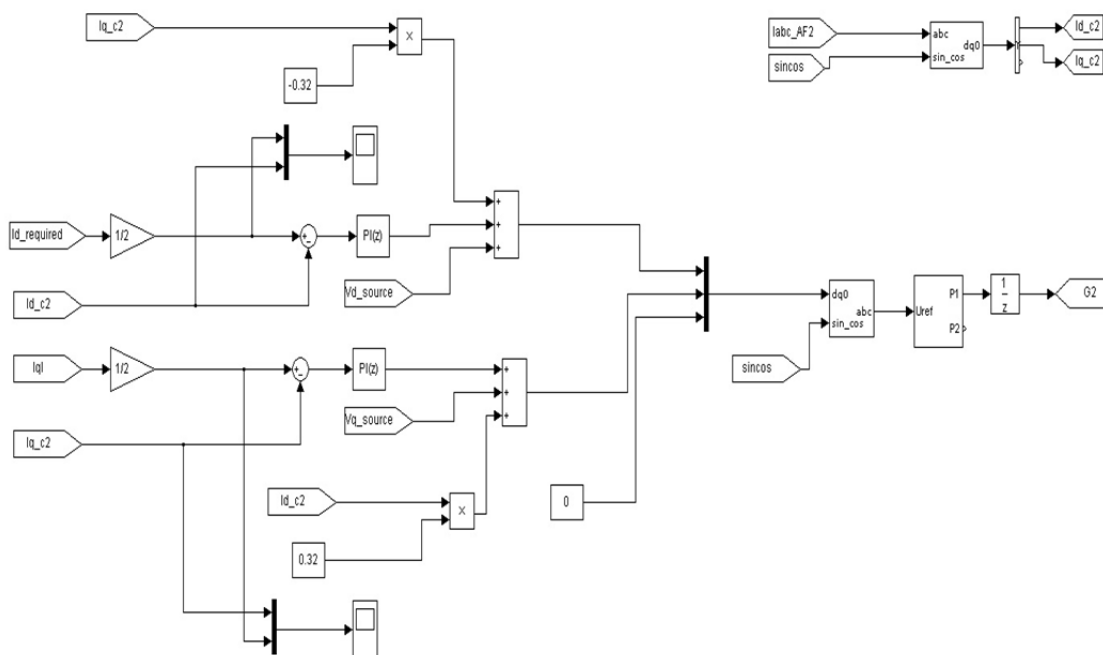 Iq_c2
X
-0.32
Id_required
1/2
+
-
PI(z)
Id_c2
+
+
+
Vd_source
Iql
1/2
+
-
PI(z)
Iq_c2
+
+
+
Vq_source
Id_c2
X
0.32
0
dq0
abc
sin_cos
sincos
Uref
P1
P2
1
z
G2
Iabc_AF2
sincos
abc
dq0
sin_cos
Id_c2
Iq_c2